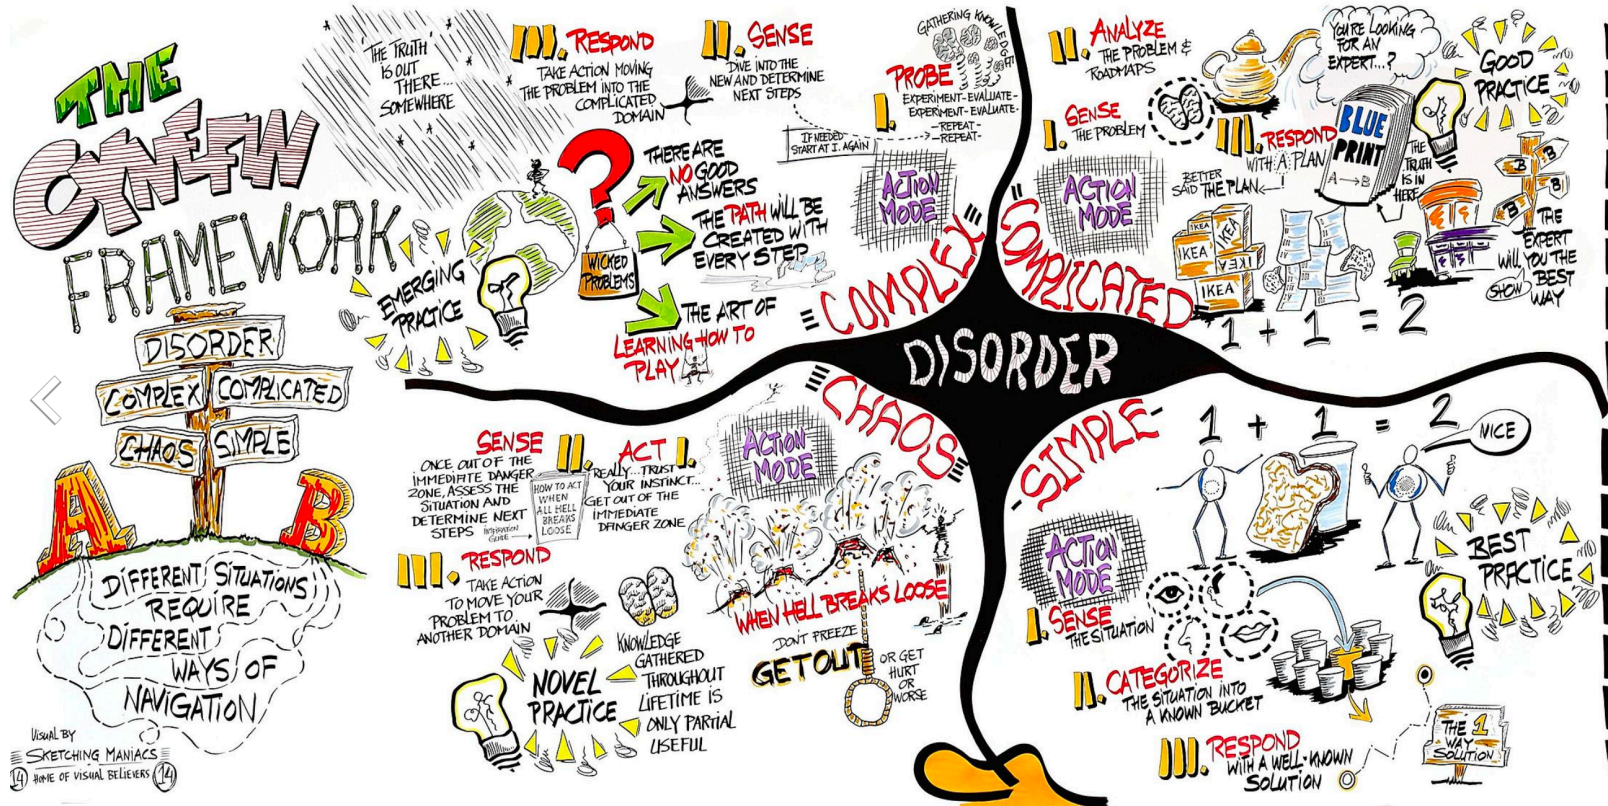 THE
CYNEFIN
FRAMEWORK
DISORDER
COMPLEX
COMPLICATED
CHAOS
SIMPLE
A
B
DIFFERENT SITUATIONS
REQUIRE
DIFFERENT
WAYS OF
NAVIGATION
VISUAL BY
SKETCHING MANIACS
HOME OF VISUAL BELIEVERS
14
14
'THE TRUTH'
IS OUT
THERE...
SOMEWHERE
III. RESPOND
TAKE ACTION MOVING
THE PROBLEM INTO THE
COMPLICATED
DOMAIN
II. SENSE
DIVE INTO THE
NEW AND DETERMINE
NEXT STEPS
GATHERING KNOWLEDGE
I. PROBE
EXPERIMENT-EVALUATE-
EXPERIMENT-EVALUATE-
-REPEAT-
-REPEAT-
IF NEEDED
START AT I. AGAIN
ACTION
MODE
EMERGING
PRACTICE
?
WICKED
PROBLEMS
THERE ARE
NO GOOD
ANSWERS
THE PATH WILL BE
CREATED WITH
EVERY STEP
THE ART OF
LEARNING HOW TO
PLAY
= COMPLEX =
II. ANALYZE
THE PROBLEM &
ROADMAPS
I. SENSE
THE PROBLEM
ACTION
MODE
III. RESPOND
WITH A PLAN
BETTER
SAID THE PLAN
YOU'RE LOOKING
FOR AN
EXPERT...?
BLUE
PRINT
A → B
THE
TRUTH
IS IN
HERE
GOOD
PRACTICE
B
B
B
B
IKEA
IKEA
IKEA
IKEA
IKEA
THE
EXPERT
WILL SHOW YOU THE
BEST
WAY
1 + 1 = 2
= COMPLICATED =
DISORDER
= CHAOS =
ACTION
MODE
I. ACT
REALLY...TRUST
YOUR INSTINCT...
GET OUT OF THE
IMMEDIATE
DANGER ZONE
II. SENSE
ONCE OUT OF THE
IMMEDIATE DANGER
ZONE, ASSESS THE
SITUATION AND
DETERMINE NEXT
STEPS
INSPIRATION
GUIDE
HOW TO ACT
WHEN
ALL HELL
BREAKS
LOOSE
III. RESPOND
TAKE ACTION
TO MOVE YOUR
PROBLEM TO
ANOTHER DOMAIN
NOVEL
PRACTICE
KNOWLEDGE
GATHERED
THROUGHOUT
LIFETIME IS
ONLY PARTIAL
USEFUL
WHEN HELL BREAKS LOOSE
DON'T FREEZE
GET OUT
OR GET
HURT
OR
WORSE
-SIMPLE-
1 + 1 = 2
NICE
ACTION
MODE
I. SENSE
THE SITUATION
II. CATEGORIZE
THE SITUATION INTO
A KNOWN BUCKET
III. RESPOND
WITH A WELL-KNOWN
SOLUTION
BEST
PRACTICE
THE 1
WAY
SOLUTION